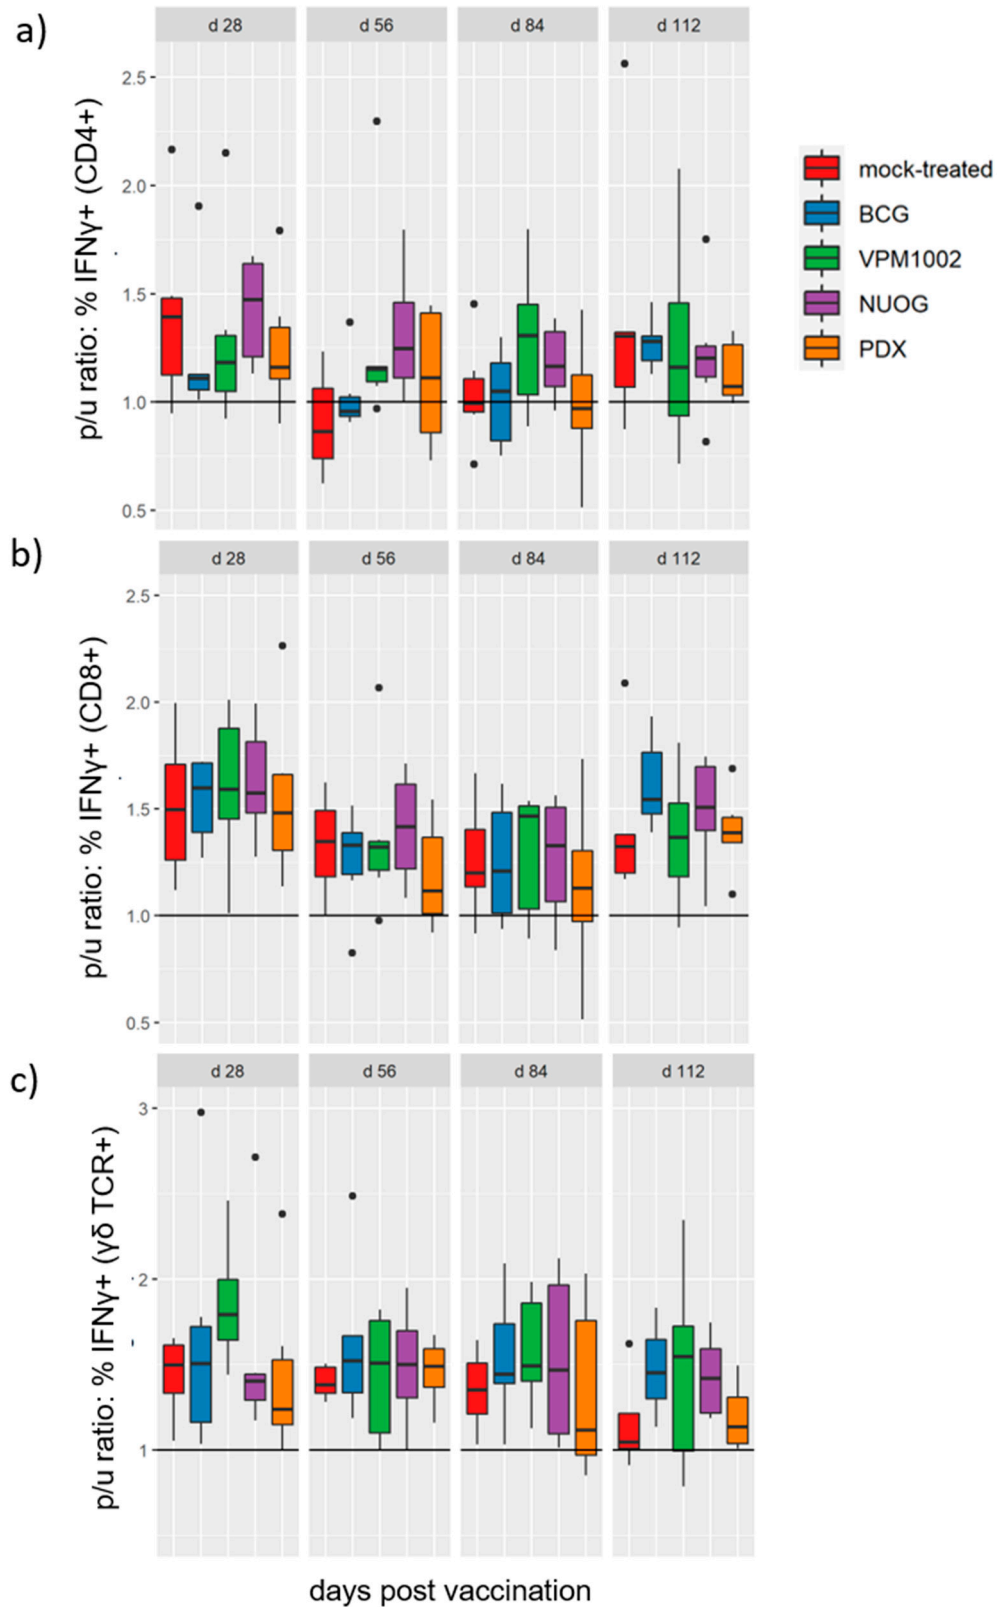 a)
d 28 d 56 d 84 d 112
p/u ratio: % IFNγ+ (CD4+)
2.5
2.0
1.5
1.0
0.5
mock-treated
BCG
VPM1002
NUOG
PDX
b)
d 28 d 56 d 84 d 112
p/u ratio: % IFNγ+ (CD8+)
2.5
2.0
1.5
1.0
0.5
c)
d 28 d 56 d 84 d 112
p/u ratio: % IFNγ+ (γδ TCR+)
3
2
1
days post vaccination